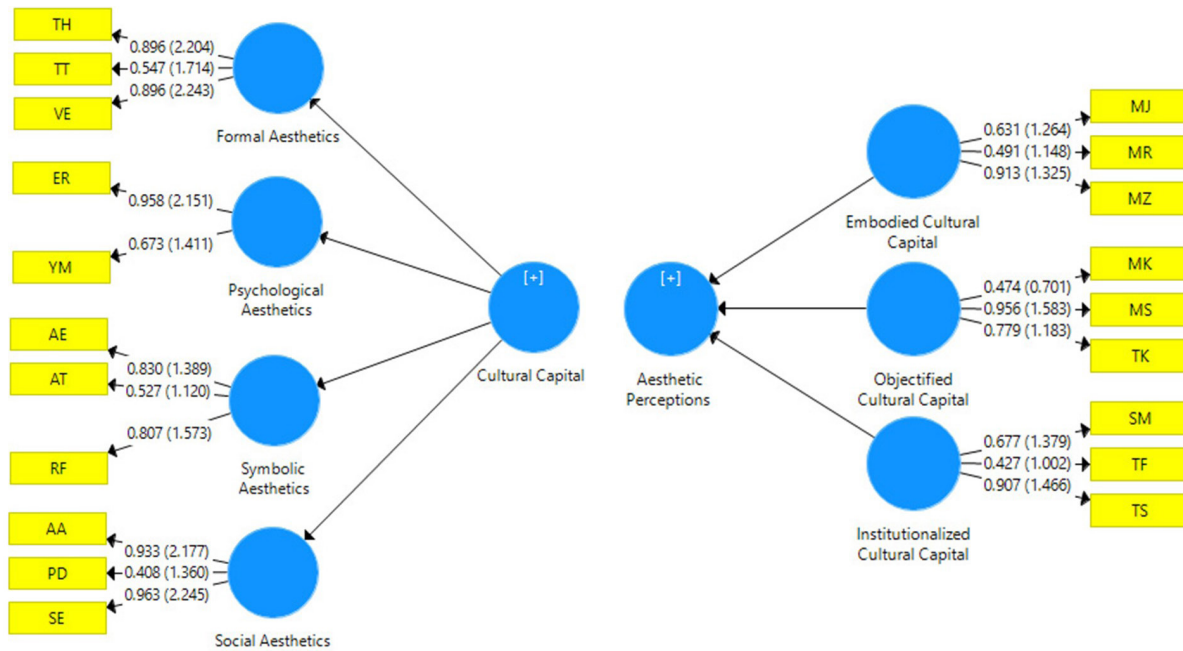 TH
0.896 (2.204)
TT
0.547 (1.714)
VE
0.896 (2.243)
Formal Aesthetics
ER
0.958 (2.151)
YM
0.673 (1.411)
Psychological
Aesthetics
AE
0.830 (1.389)
AT
0.527 (1.120)
RF
0.807 (1.573)
Symbolic
Aesthetics
AA
0.933 (2.177)
PD
0.408 (1.360)
SE
0.963 (2.245)
Social Aesthetics
[+]
Cultural Capital
[+]
Aesthetic
Perceptions
MJ
0.631 (1.264)
MR
0.491 (1.148)
MZ
0.913 (1.325)
Embodied Cultural
Capital
MK
0.474 (0.701)
MS
0.956 (1.583)
TK
0.779 (1.183)
Objectified
Cultural Capital
SM
0.677 (1.379)
TF
0.427 (1.002)
TS
0.907 (1.466)
Institutionalized
Cultural Capital